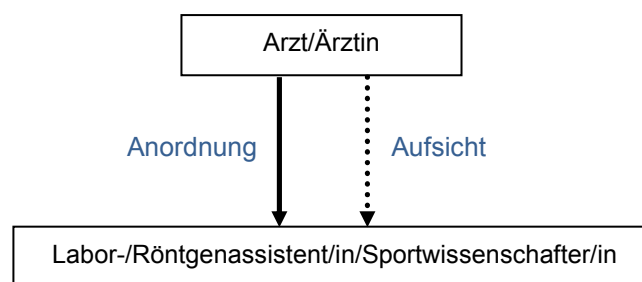 Arzt/Ärztin
Anordnung
Aufsicht
Labor-/Röntgenassistent/in/Sportwissenschafter/in